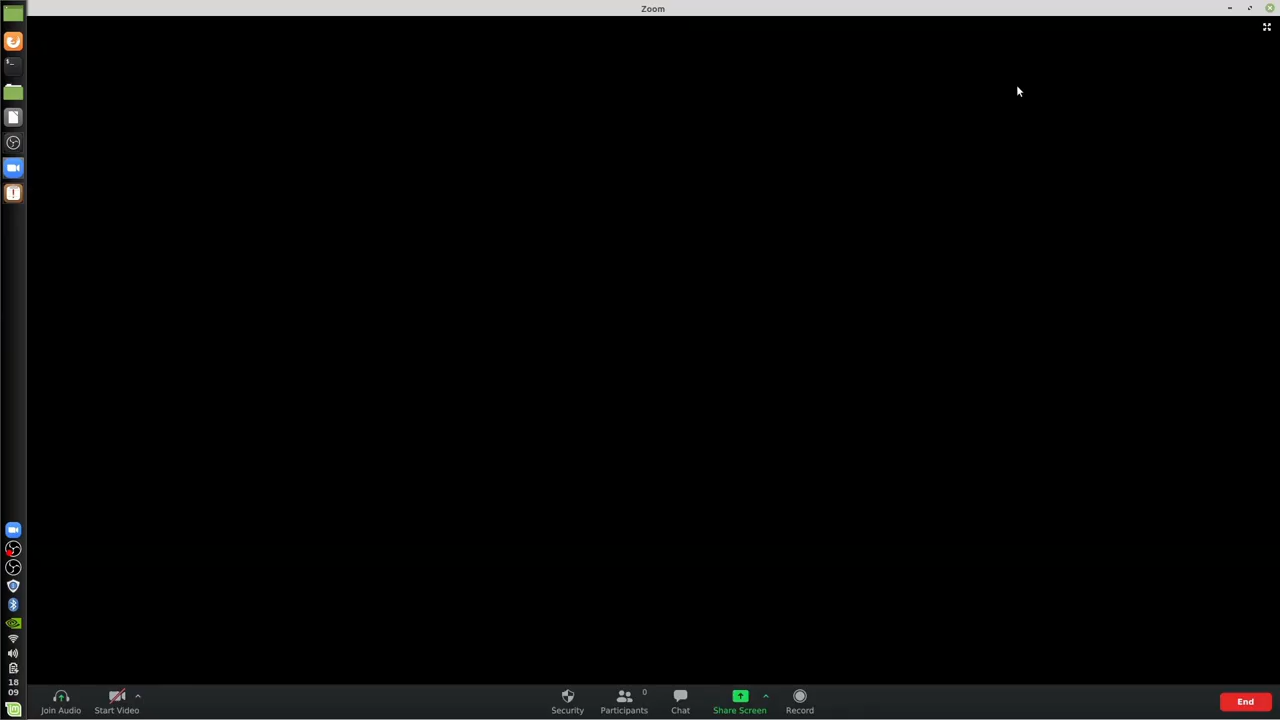 Zoom
18
09
Join Audio
Start Video
Security
Participants
0
Chat
Share Screen
Record
End